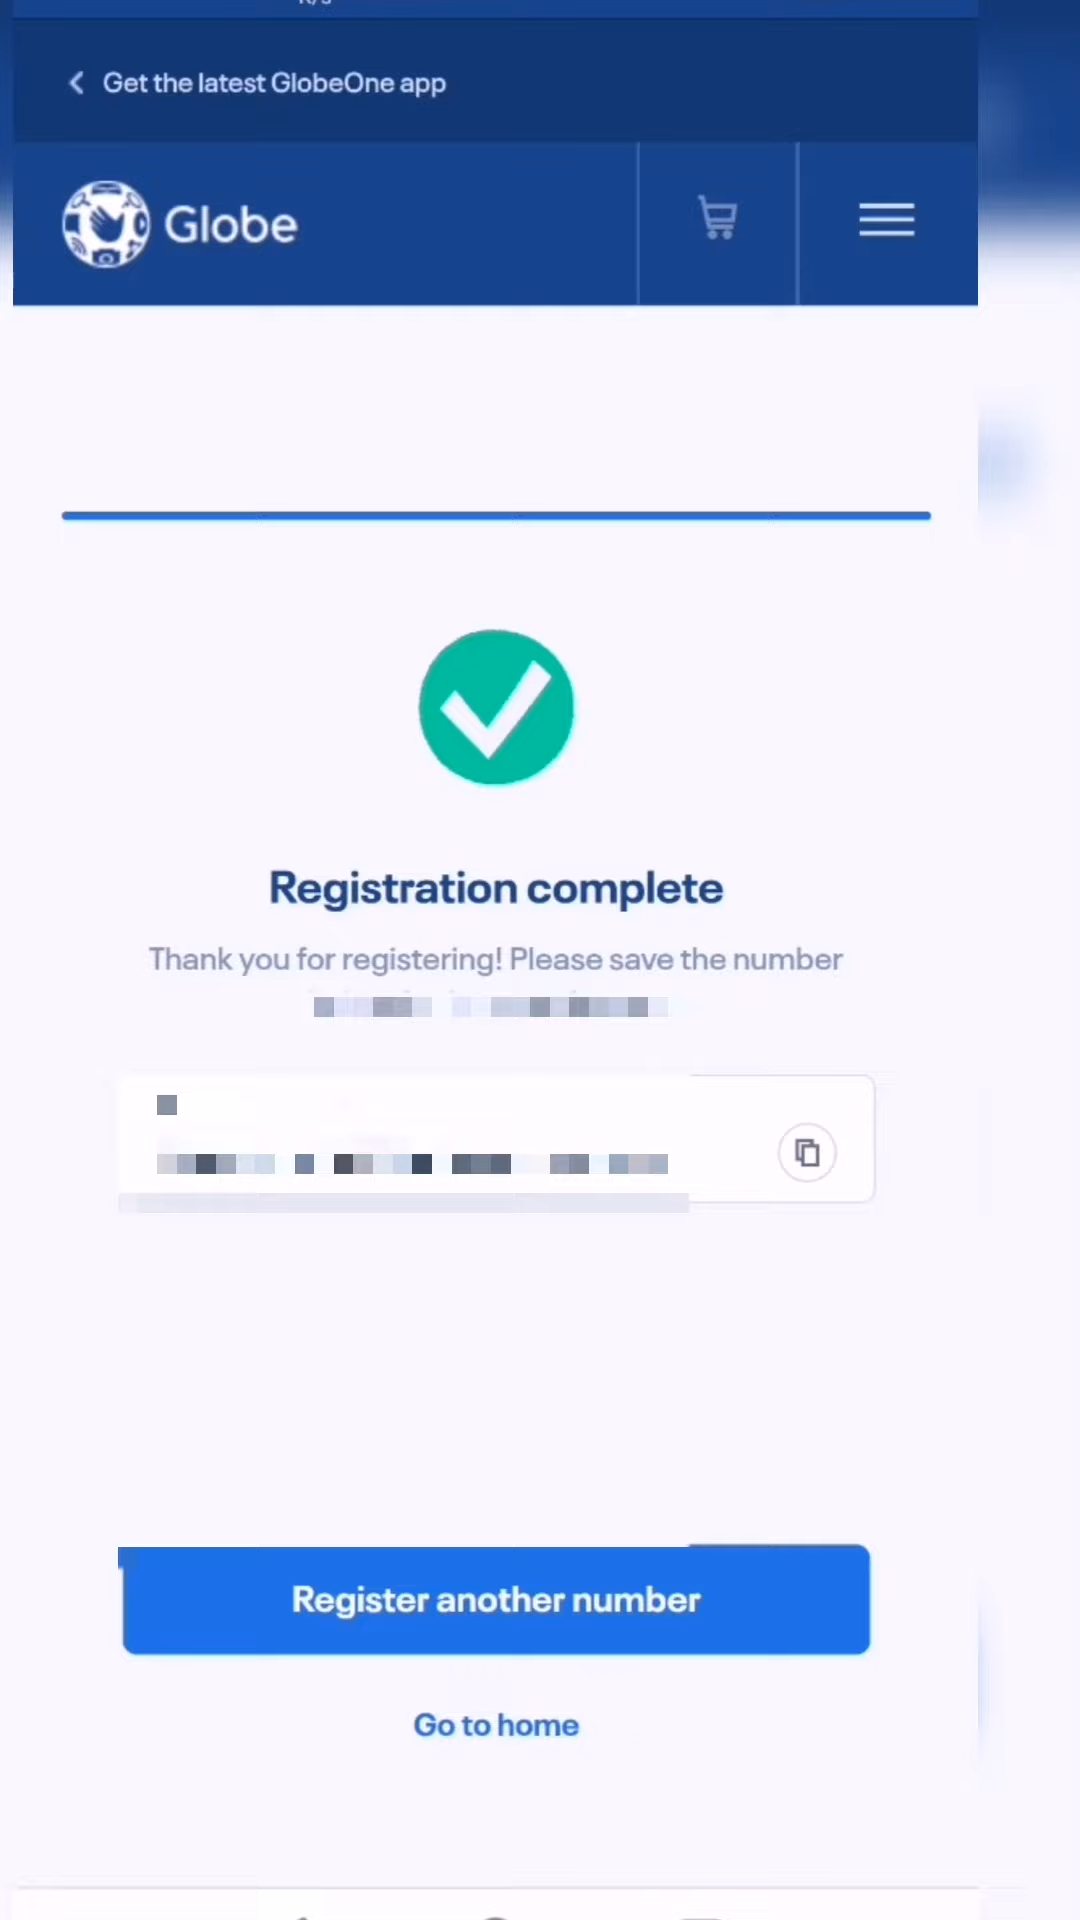 Get the latest GlobeOne app
Globe
Registration complete
Thank you for registering! Please save the number
Register another number
Go to home